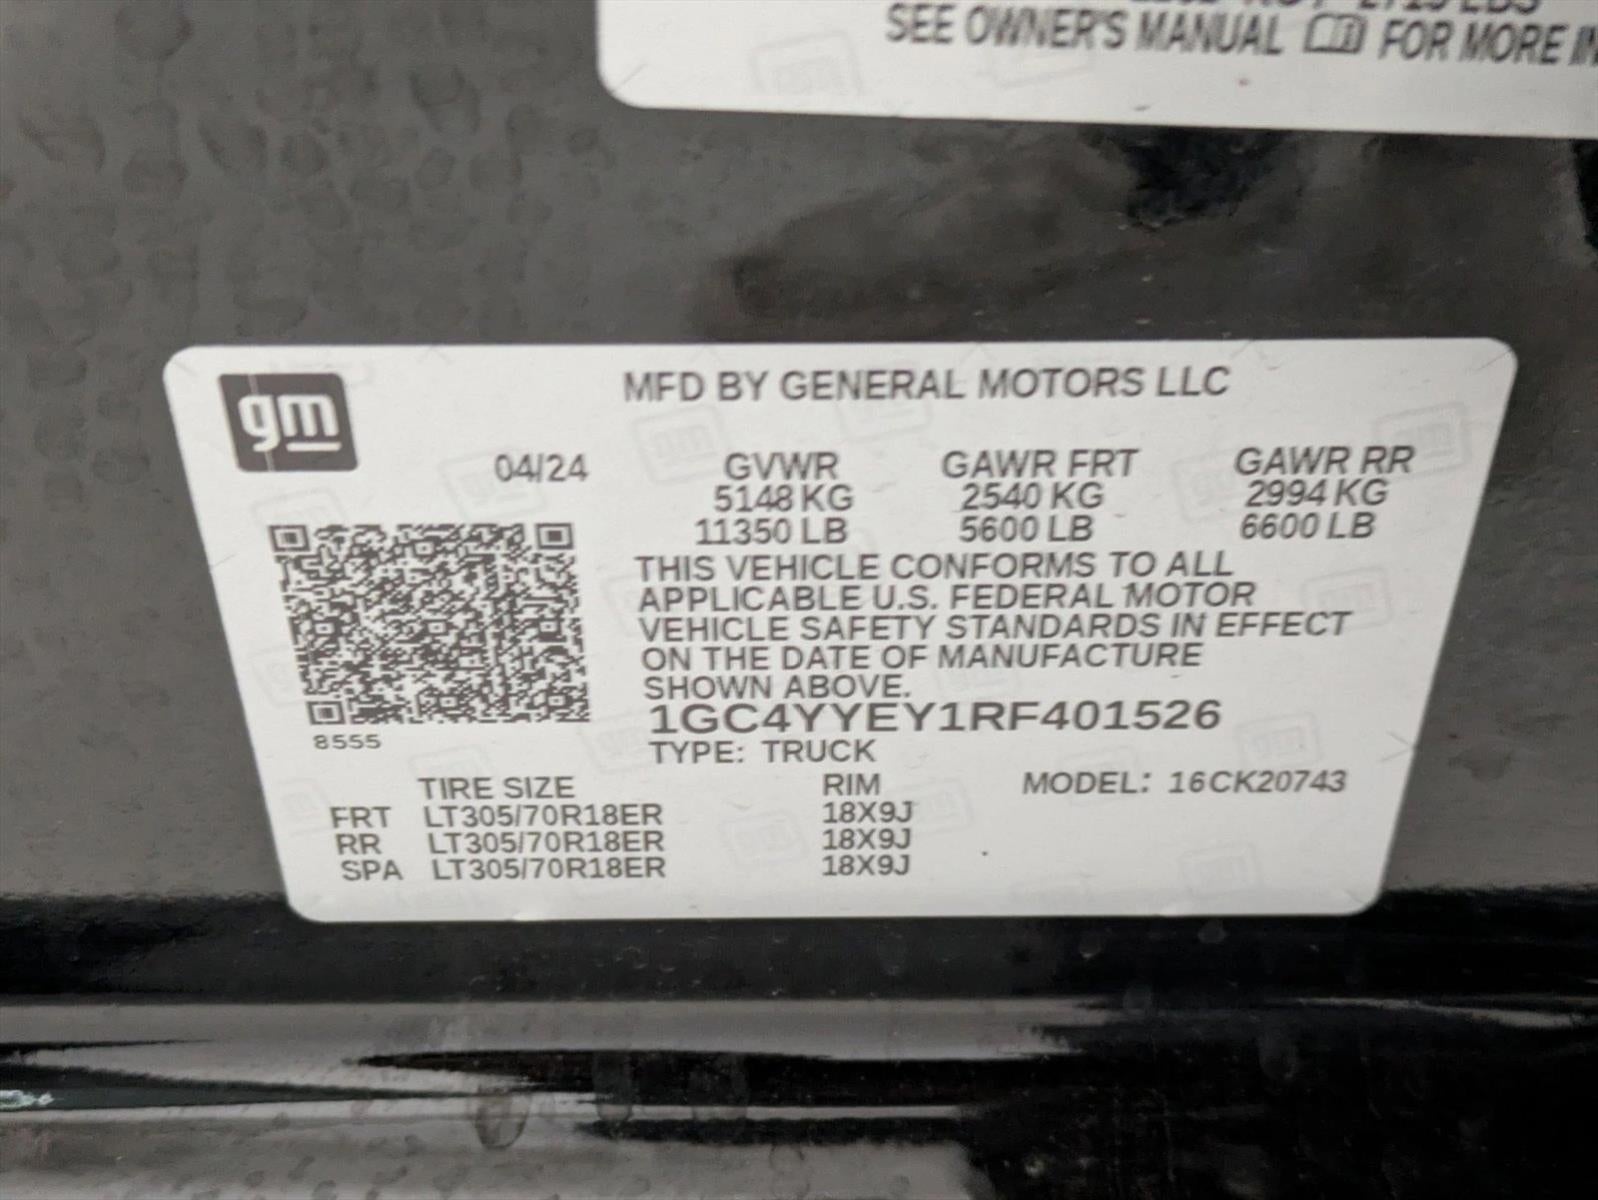 SEE OWNER'S MANUAL FOR MORE
gm
MFD BY GENERAL MOTORS LLC
04/24 GVWR GAWR FRT GAWR RR
5148 KG 2540 KG 2994 KG
11350 LB 5600 LB 6600 LB
THIS VEHICLE CONFORMS TO ALL
APPLICABLE U.S. FEDERAL MOTOR
VEHICLE SAFETY STANDARDS IN EFFECT
ON THE DATE OF MANUFACTURE
SHOWN ABOVE.
1GC4YYEY1RF401526
8555
TYPE: TRUCK
TIRE SIZE RIM MODEL: 16CK20743
FRT LT305/70R18ER 18X9J
RR LT305/70R18ER 18X9J
SPA LT305/70R18ER 18X9J